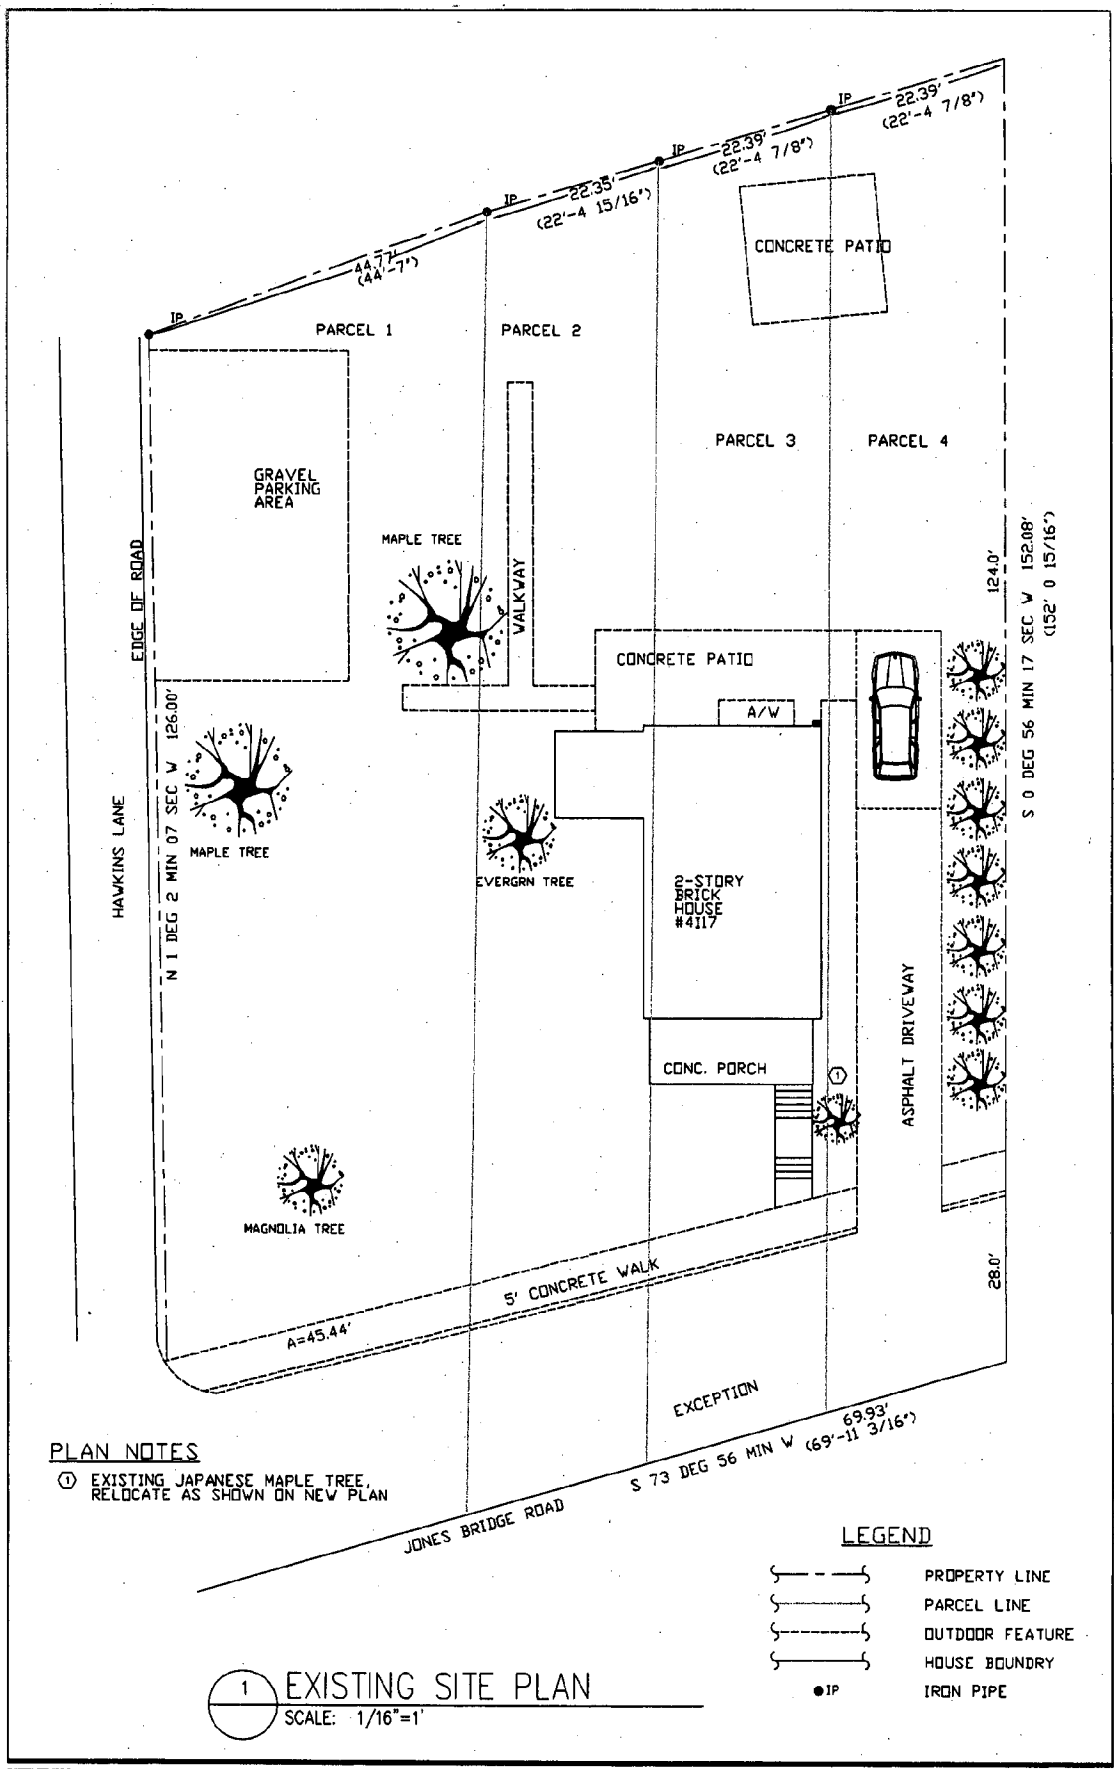 IP
22.39'
(22'-4 7/8")
IP
22.39'
(22'-4 7/8")
IP
22.35'
(22'-4 15/16")
IP
44.77'
(44'-7")
CONCRETE PATIO
PARCEL 1
PARCEL 2
PARCEL 3
PARCEL 4
GRAVEL
PARKING
AREA
MAPLE TREE
WALKWAY
EDGE OF ROAD
HAWKINS LANE
N 1 DEG 2 MIN 07 SEC W 126.00'
124.0'
S 0 DEG 56 MIN 17 SEC W 152.08'
(152' 0 15/16")
CONCRETE PATIO
A/W
MAPLE TREE
EVERGRN TREE
2-STORY
BRICK
HOUSE
#4117
ASPHALT DRIVEWAY
CONC. PORCH
1
MAGNOLIA TREE
28.0'
5' CONCRETE WALK
A=45.44'
EXCEPTION
69.93'
S 73 DEG 56 MIN W (69'-11 3/16")
JONES BRIDGE ROAD
PLAN NOTES
1 EXISTING JAPANESE MAPLE TREE,
RELOCATE AS SHOWN ON NEW PLAN
LEGEND
PROPERTY LINE
PARCEL LINE
OUTDOOR FEATURE
HOUSE BOUNDRY
IP IRON PIPE
1 EXISTING SITE PLAN
SCALE: 1/16"=1'